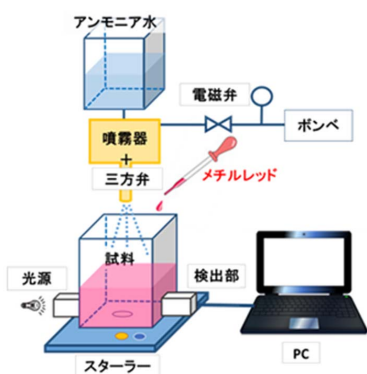 アンモニア水
電磁弁
ボンベ
噴霧器
+
三方弁
メチルレッド
試料
光源
検出部
スターラー
PC